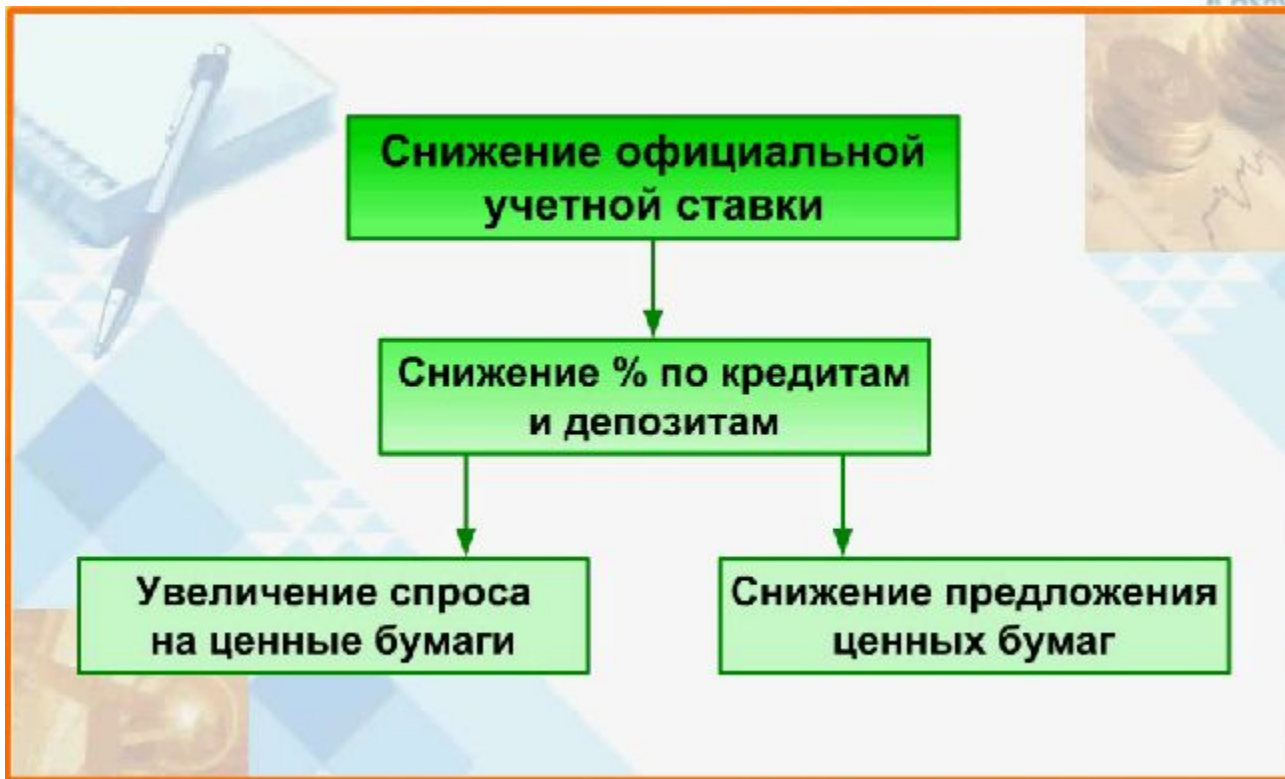 Снижение официальной
учетной ставки
Снижение % по кредитам
и депозитам
Увеличение спроса
на ценные бумаги
Снижение предложения
ценных бумаг